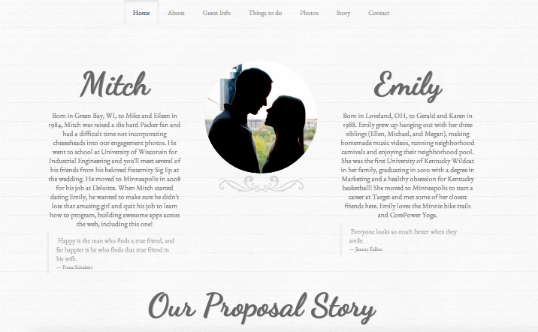 Home About Guest Info Things to do Photos Story Contact
Mitch
Born in Green Bay, WI, to Mike and Eileen in
1984, Mitch was raised a die hard Packer fan and
had a difficult time not incorporating
cheeseheads into our engagement photos. He
went to school at University of Wisconsin for
Industrial Engineering and you'll meet several of
his friends from his beloved fraternity Sig Ep at
the wedding. He moved to Minneapolis in 2008
for his job at Deloitte. When Mitch started
dating Emily, he wanted to make sure he didn't
lose that amazing girl and quit his job to learn
how to program, building awesome apps across
the web, including this one!
Happy is the man who finds a true friend, and
far happier is he who finds that true friend in
his wife.
— Franz Schubert
Emily
Born in Loveland, OH, to Gerald and Karen in
1988. Emily grew up hanging out with her three
siblings (Ellen, Michael, and Megan), making
homemade music videos, running neighborhood
carnivals and enjoying their neighborhood pool.
She was the first University of Kentucky Wildcat
in her family, graduating in 2010 with a degree in
Marketing and a healthy obsession for Kentucky
basketball! She moved to Minneapolis to start a
career at Target and met some of her closest
friends here. Emily loves the Minnie bike trails
and CorePower Yoga.
Everyone looks so much better when they
smile.
— Jimmy Fallon
Our Proposal Story